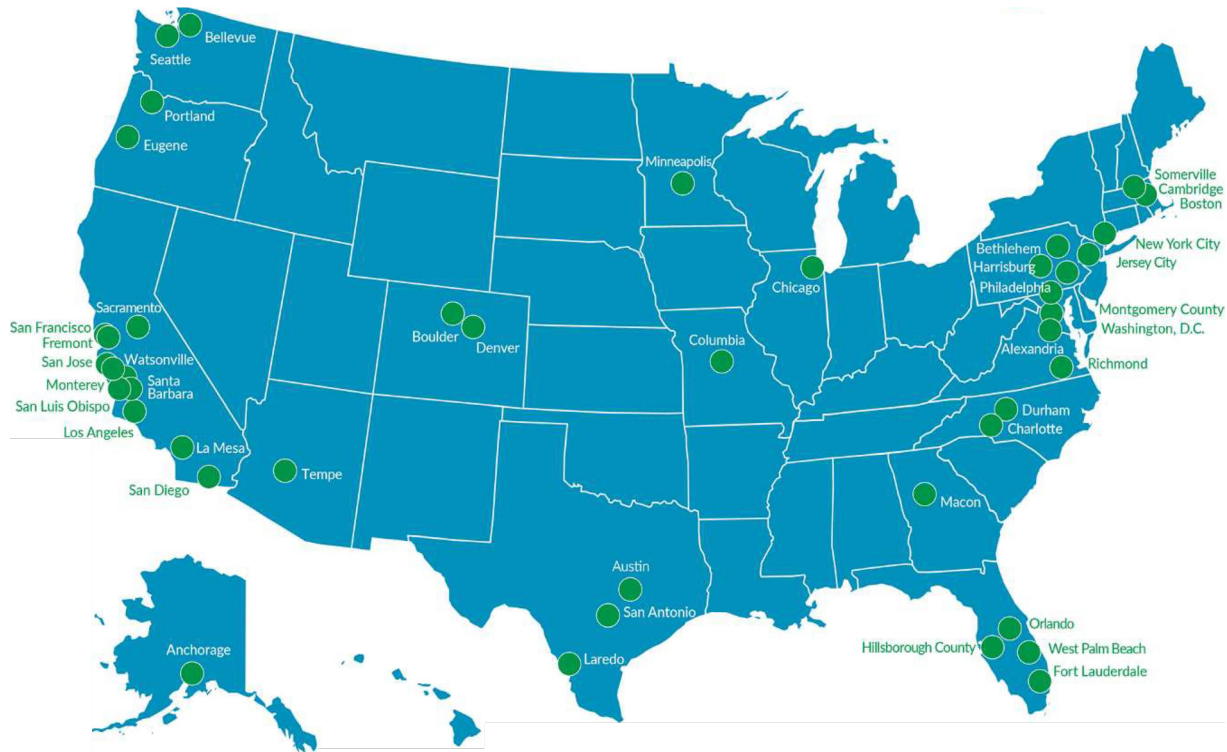 Bellevue
Seattle
Portland
Eugene
Minneapolis
Somerville
Cambridge
Boston
New York City
Bethlehem
Jersey City
Harrisburg
Philadelphia
Chicago
Montgomery County
Washington, D.C.
Alexandria
Richmond
Sacramento
San Francisco
Fremont
San Jose
Watsonville
Monterey
Santa
Barbara
San Luis Obispo
Los Angeles
La Mesa
San Diego
Tempe
Boulder
Denver
Columbia
Durham
Charlotte
Macon
Austin
San Antonio
Laredo
Orlando
Hillsborough County
West Palm Beach
Fort Lauderdale
Anchorage